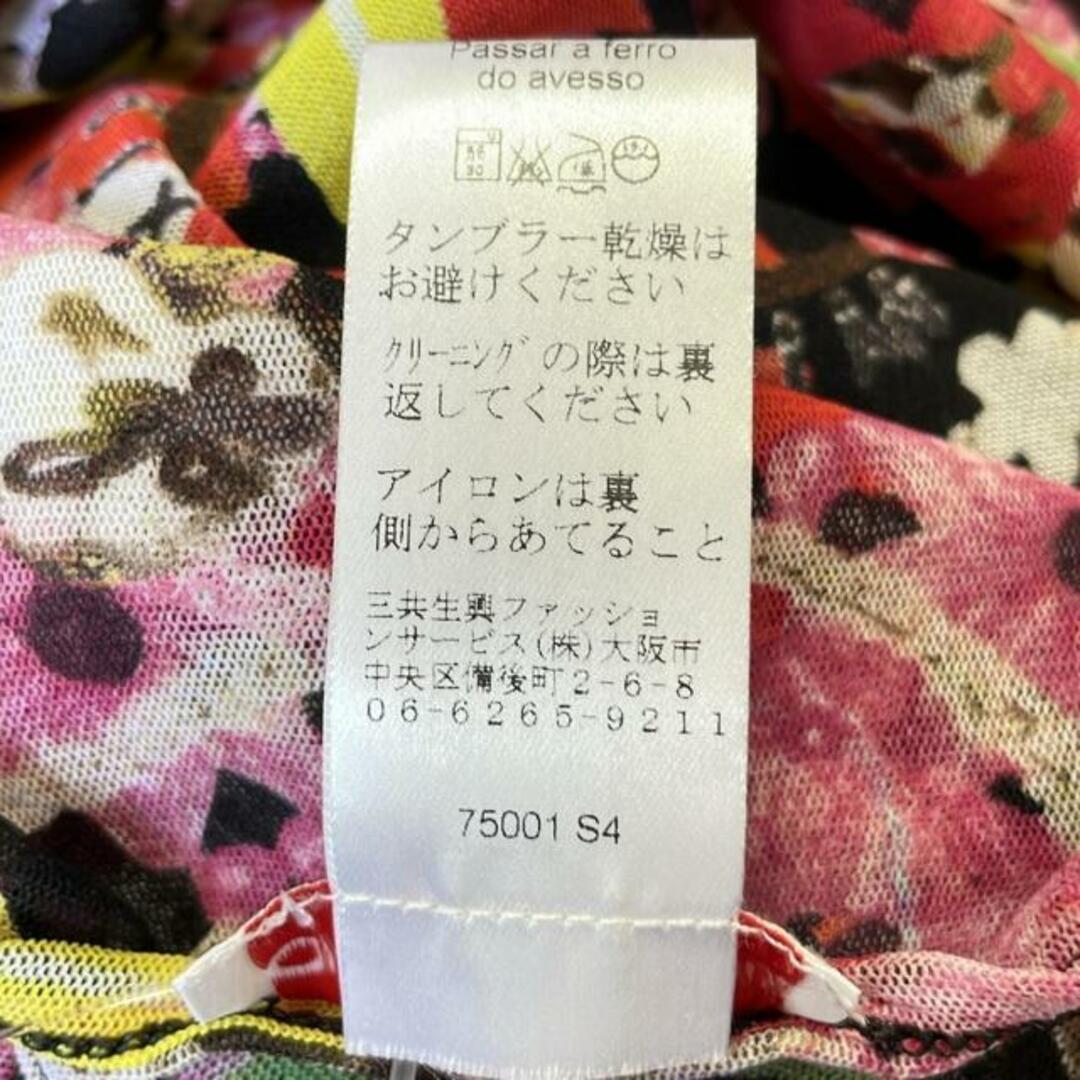 Passar a ferro
do avesso
タンブラー乾燥は
お避けください
ｸﾘｰﾆﾝｸﾞの際は裏
返してください
アイロンは裏
側からあてること
三共生興ファッショ
ンサービス(株)大阪市
中央区備後町２-６-８
０６-６２６５-９２１１
75001 S4